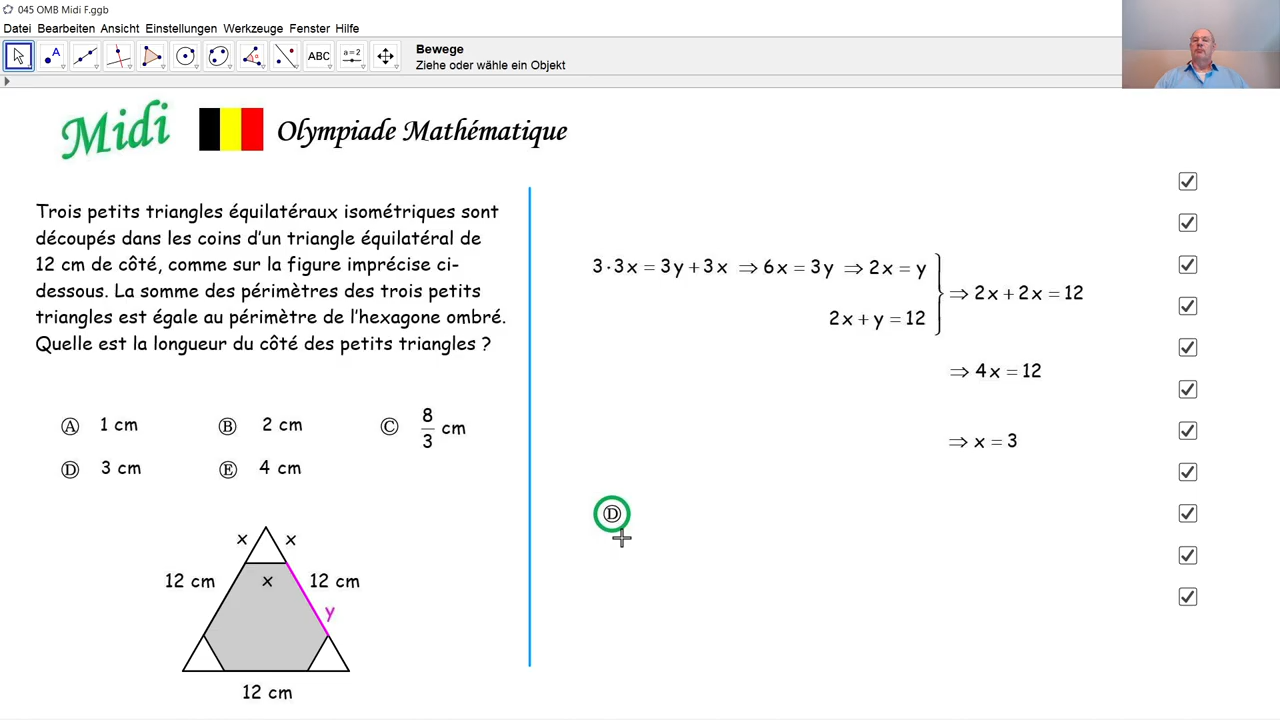 045 OMB Midi F.ggb
Datei Bearbeiten Ansicht Einstellungen Werkzeuge Fenster Hilfe
A
ABC
a=2
Bewege
Ziehe oder wähle ein Objekt
Midi
Olympiade Mathématique
Trois petits triangles équilatéraux isométriques sont
découpés dans les coins d'un triangle équilatéral de
12 cm de côté, comme sur la figure imprécise ci-
dessous. La somme des périmètres des trois petits
triangles est égale au périmètre de l'hexagone ombré.
Quelle est la longueur du côté des petits triangles ?
Ⓐ 1 cm Ⓑ 2 cm Ⓒ 8/3 cm
Ⓓ 3 cm Ⓔ 4 cm
x x
12 cm x 12 cm
y
12 cm
3·3x = 3y + 3x ⇒ 6x = 3y ⇒ 2x = y
2x + y = 12
⇒ 2x + 2x = 12
⇒ 4x = 12
⇒ x = 3
Ⓓ